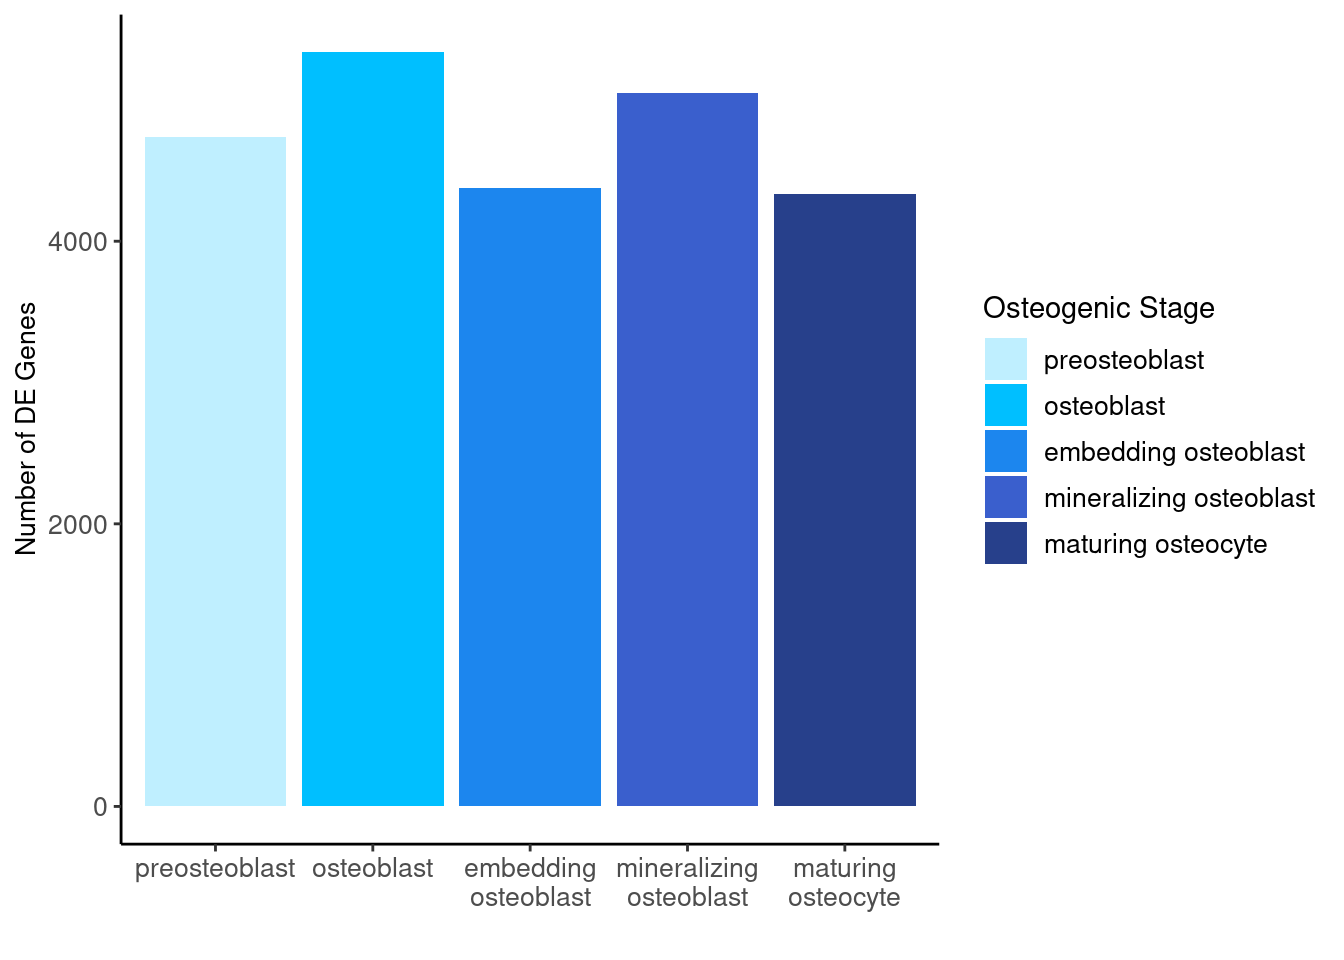 Number of DE Genes
4000
2000
0
preosteoblast
osteoblast
embedding
osteoblast
mineralizing
osteoblast
maturing
osteocyte
Osteogenic Stage
preosteoblast
osteoblast
embedding osteoblast
mineralizing osteoblast
maturing osteocyte